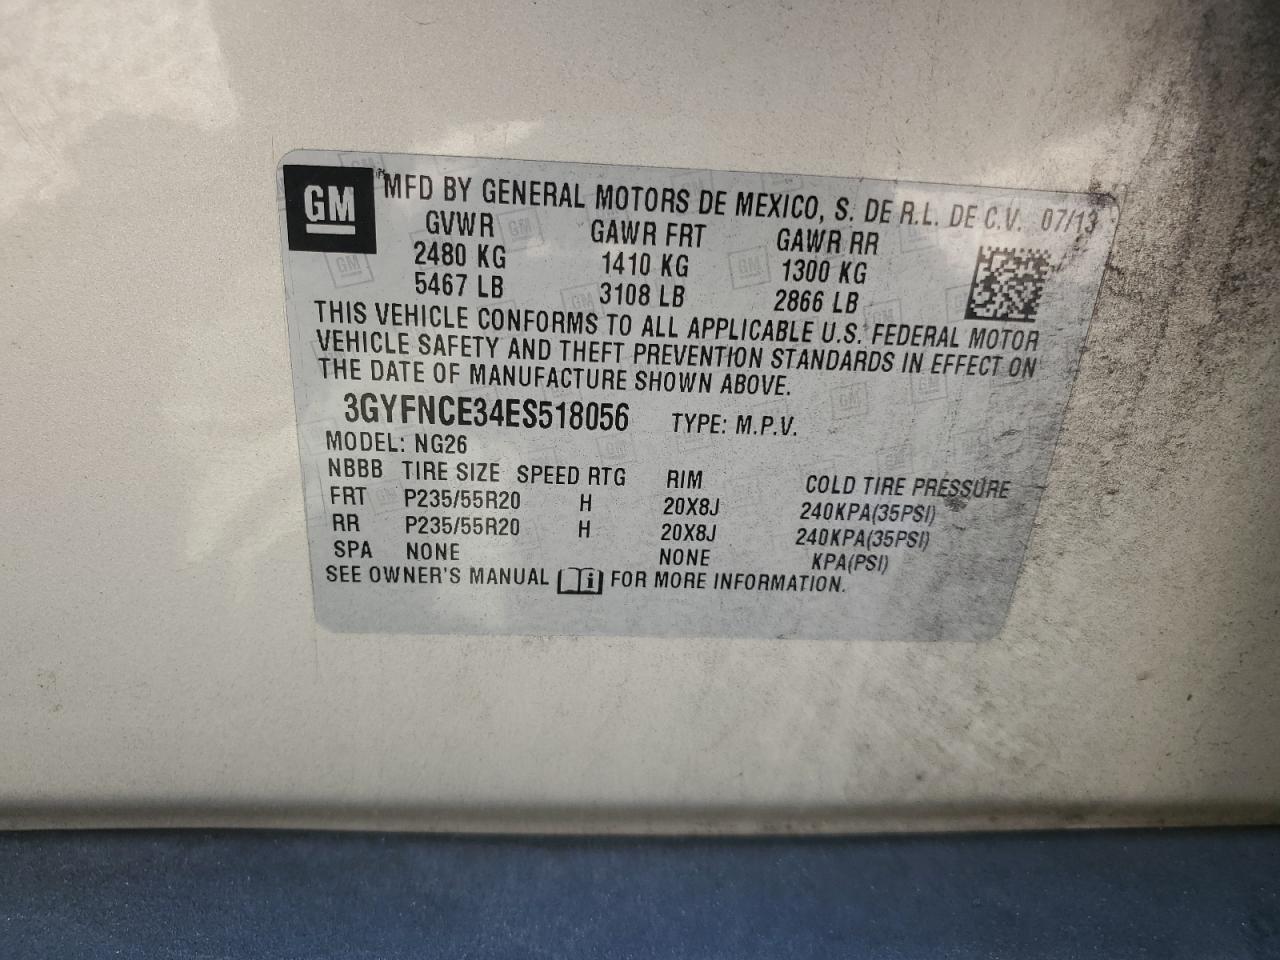 GM MFD BY GENERAL MOTORS DE MEXICO, S. DE R.L. DE C.V. 07/13
GVWR GAWR FRT GAWR RR
2480 KG 1410 KG 1300 KG
5467 LB 3108 LB 2866 LB
THIS VEHICLE CONFORMS TO ALL APPLICABLE U.S. FEDERAL MOTOR
VEHICLE SAFETY AND THEFT PREVENTION STANDARDS IN EFFECT ON
THE DATE OF MANUFACTURE SHOWN ABOVE.
3GYFNCE34ES518056 TYPE: M.P.V.
MODEL: NG26
NBBB TIRE SIZE SPEED RTG RIM COLD TIRE PRESSURE
FRT P235/55R20 H 20X8J 240KPA(35PSI)
RR P235/55R20 H 20X8J 240KPA(35PSI)
SPA NONE NONE KPA(PSI)
SEE OWNER'S MANUAL i FOR MORE INFORMATION.